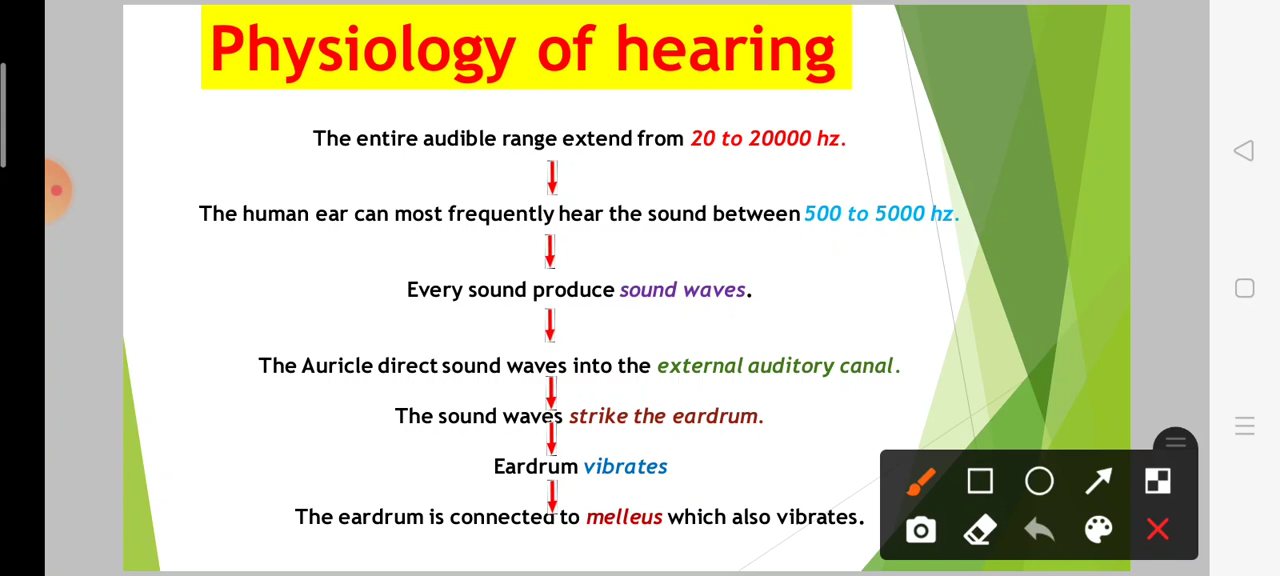 Physiology of hearing
The entire audible range extend from 20 to 20000 hz.
The human ear can most frequently hear the sound between 500 to 5000 hz.
Every sound produce sound waves.
The Auricle direct sound waves into the external auditory canal.
The sound waves strike the eardrum.
Eardrum vibrates
The eardrum is connected to melleus which also vibrates.